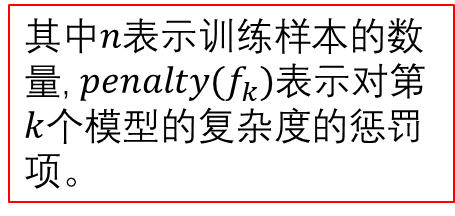 其中n表示训练样本的数
量, penalty(fₖ)表示对第
k个模型的复杂度的惩罚
项。